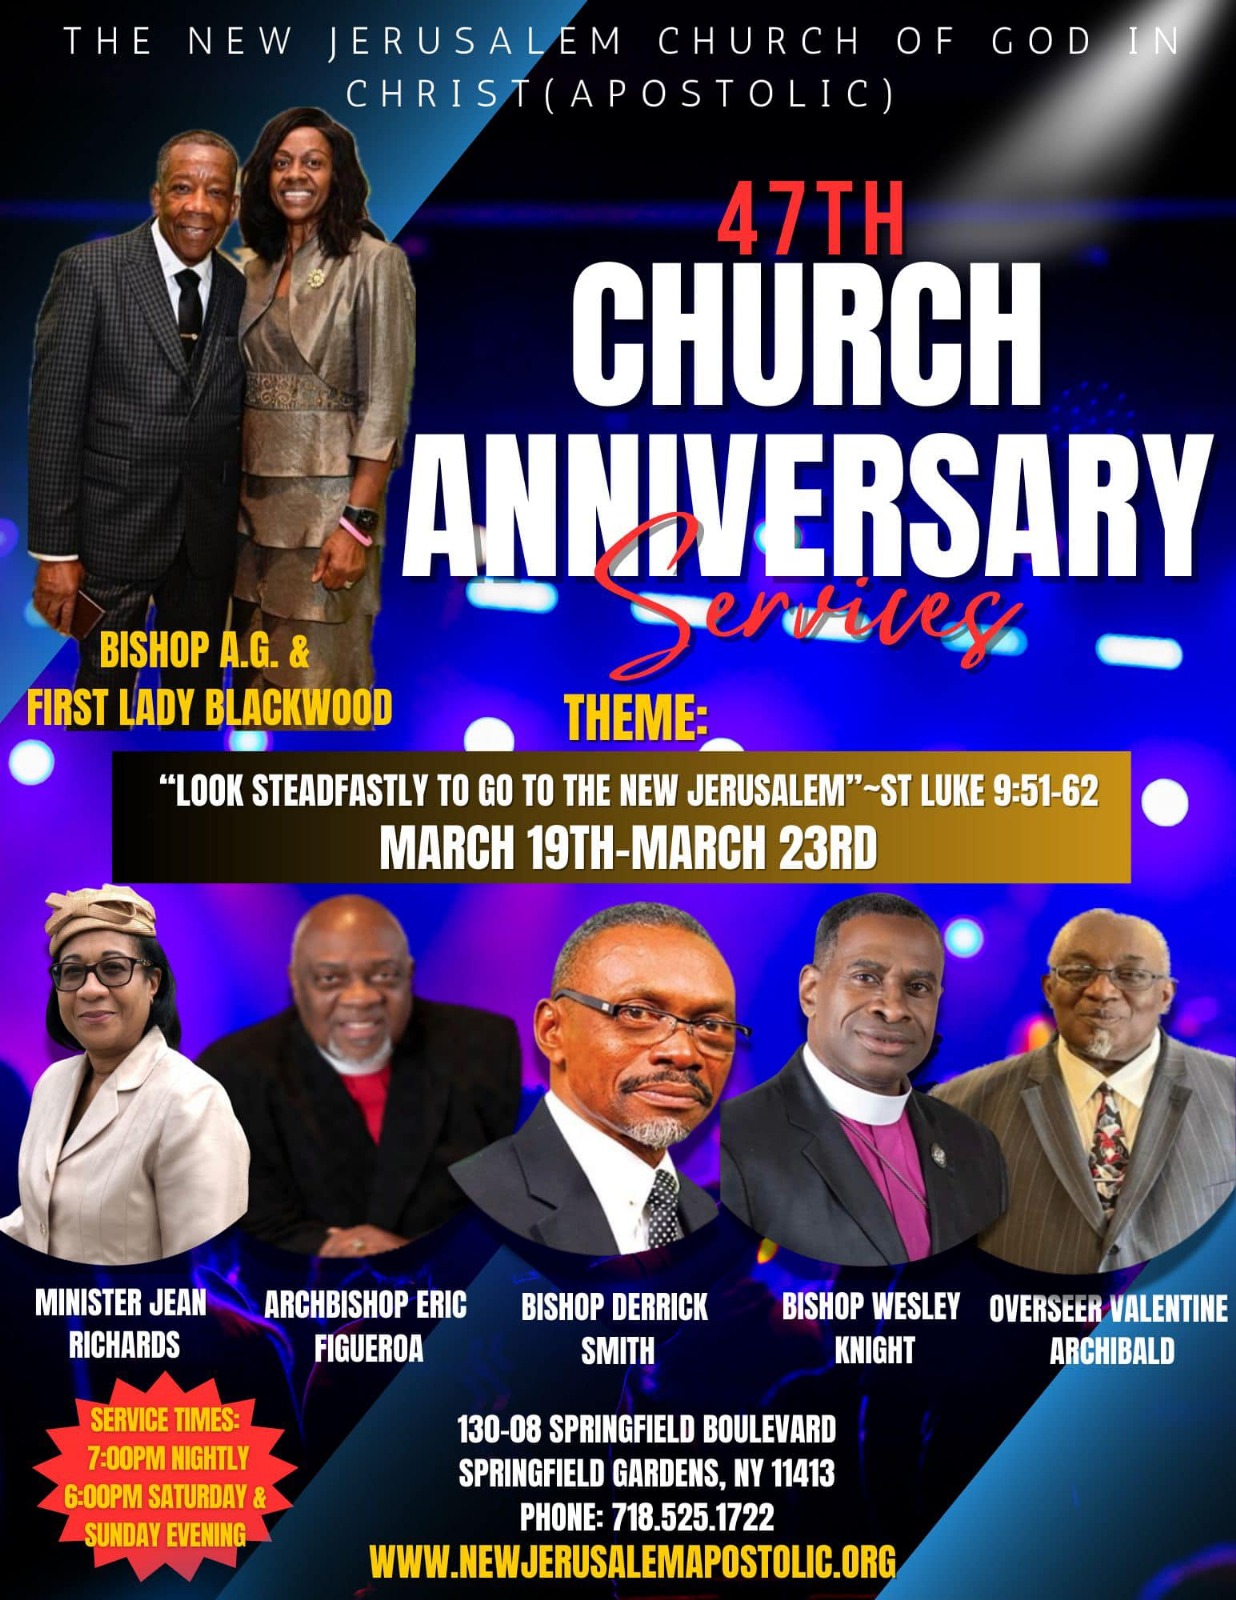 THE NEW JERUSALEM CHURCH OF GOD IN
CHRIST(APOSTOLIC)
47TH
CHURCH
ANNIVERSARY
Services
BISHOP A.G. &
FIRST LADY BLACKWOOD
THEME:
“LOOK STEADFASTLY TO GO TO THE NEW JERUSALEM”~ST LUKE 9:51-62
MARCH 19TH-MARCH 23RD
MINISTER JEAN
RICHARDS
ARCHBISHOP ERIC
FIGUEROA
BISHOP DERRICK
SMITH
BISHOP WESLEY
KNIGHT
OVERSEER VALENTINE
ARCHIBALD
SERVICE TIMES:
7:00PM NIGHTLY
6:00PM SATURDAY &
SUNDAY EVENING
130-08 SPRINGFIELD BOULEVARD
SPRINGFIELD GARDENS, NY 11413
PHONE: 718.525.1722
WWW.NEWJERUSALEMAPOSTOLIC.ORG